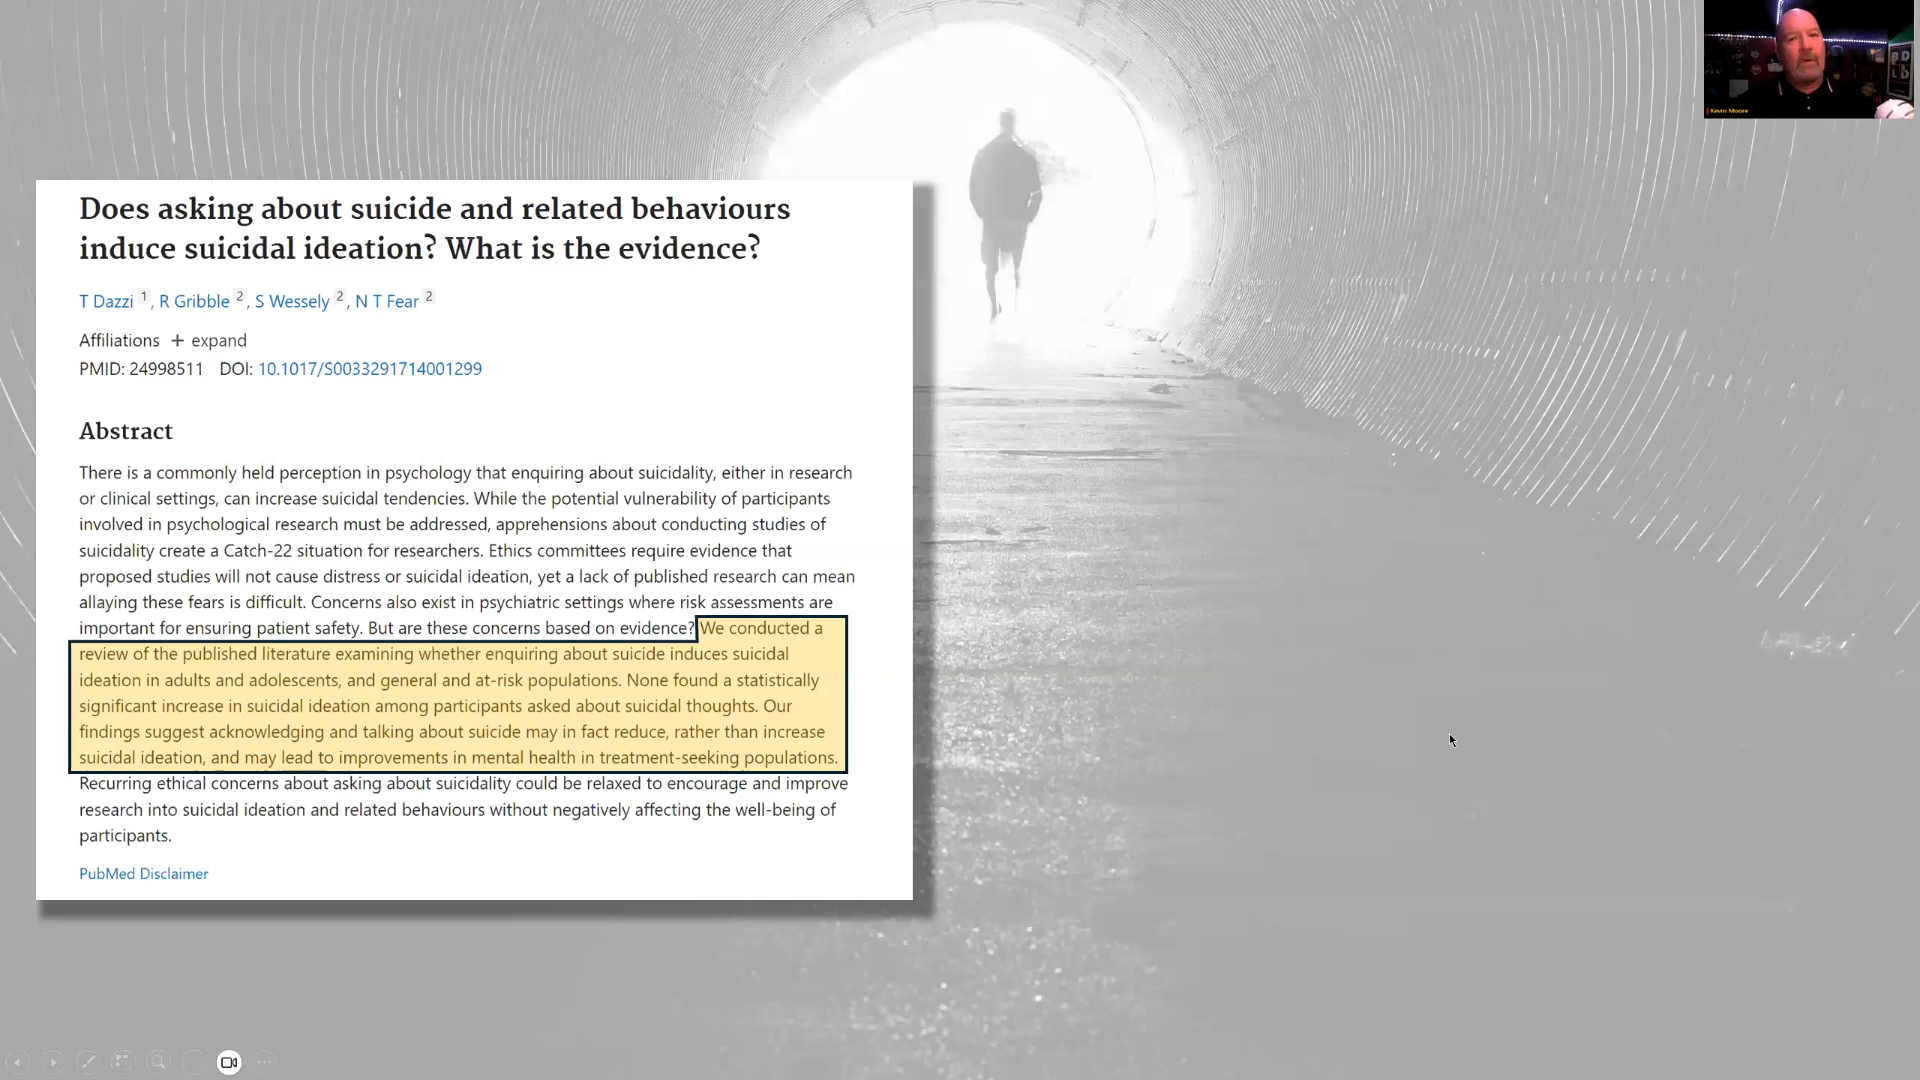 Does asking about suicide and related behaviours
induce suicidal ideation? What is the evidence?
T Dazzi 1, R Gribble 2, S Wessely 2, N T Fear 2
Affiliations + expand
PMID: 24998511 DOI: 10.1017/S0033291714001299
Abstract
There is a commonly held perception in psychology that enquiring about suicidality, either in research
or clinical settings, can increase suicidal tendencies. While the potential vulnerability of participants
involved in psychological research must be addressed, apprehensions about conducting studies of
suicidality create a Catch-22 situation for researchers. Ethics committees require evidence that
proposed studies will not cause distress or suicidal ideation, yet a lack of published research can mean
allaying these fears is difficult. Concerns also exist in psychiatric settings where risk assessments are
important for ensuring patient safety. But are these concerns based on evidence? We conducted a
review of the published literature examining whether enquiring about suicide induces suicidal
ideation in adults and adolescents, and general and at-risk populations. None found a statistically
significant increase in suicidal ideation among participants asked about suicidal thoughts. Our
findings suggest acknowledging and talking about suicide may in fact reduce, rather than increase
suicidal ideation, and may lead to improvements in mental health in treatment-seeking populations.
Recurring ethical concerns about asking about suicidality could be relaxed to encourage and improve
research into suicidal ideation and related behaviours without negatively affecting the well-being of
participants.
PubMed Disclaimer
Kevin Moore